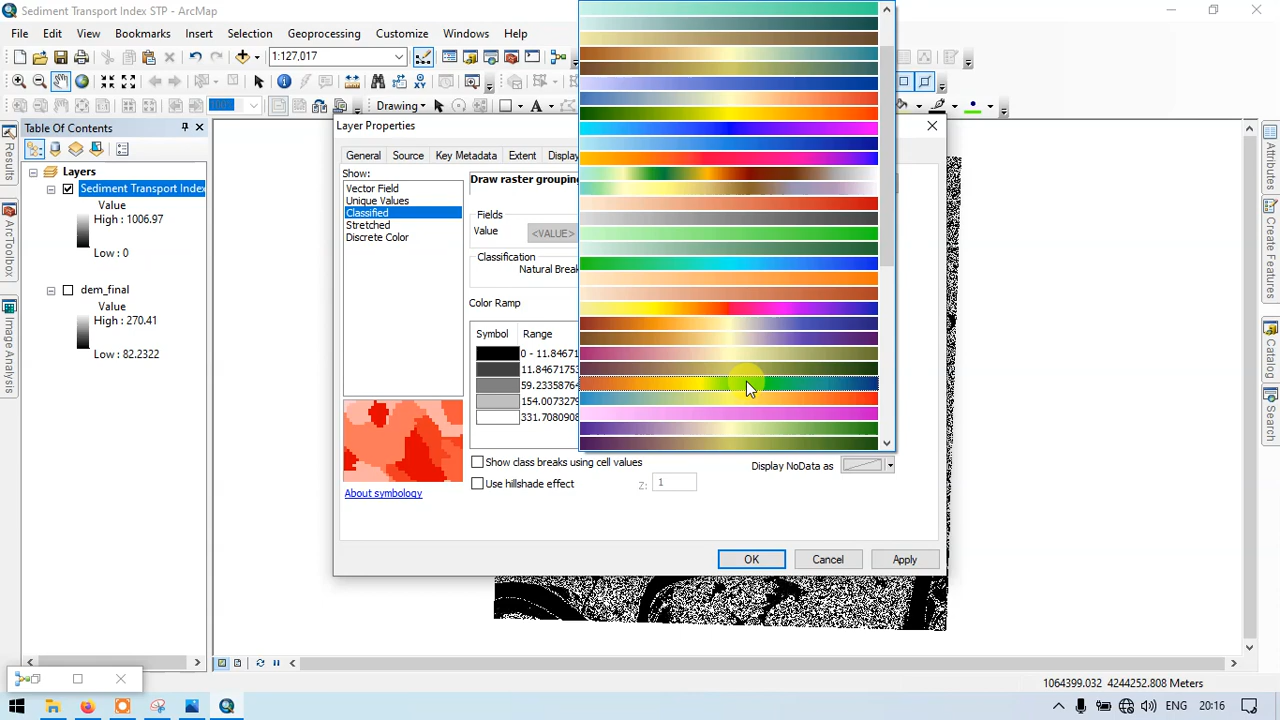 Sediment Transport Index STP - ArcMap
File Edit View Bookmarks Insert Selection Geoprocessing Customize Windows Help
1:127,017
Drawing
Table Of Contents
Layers
Sediment Transport Index
Value
High : 1006.97
Low : 0
dem_final
Value
High : 270.41
Low : 82.2322
Results
ArcToolbox
Image Analysis
Layer Properties
General Source Key Metadata Extent Display
Show:
Vector Field
Unique Values
Classified
Stretched
Discrete Color
About symbology
Draw raster grouping
Fields
Value <VALUE>
Classification
Natural Break
Color Ramp
Symbol Range
0 - 11.84671
11.84671753
59.23358764
154.0073279
331.7080908
Show class breaks using cell values
Display NoData as
Use hillshade effect
Z: 1
OK Cancel Apply
Attributes
Create Features
Catalog
Search
1064399.032 4244252.808 Meters
ENG 20:16